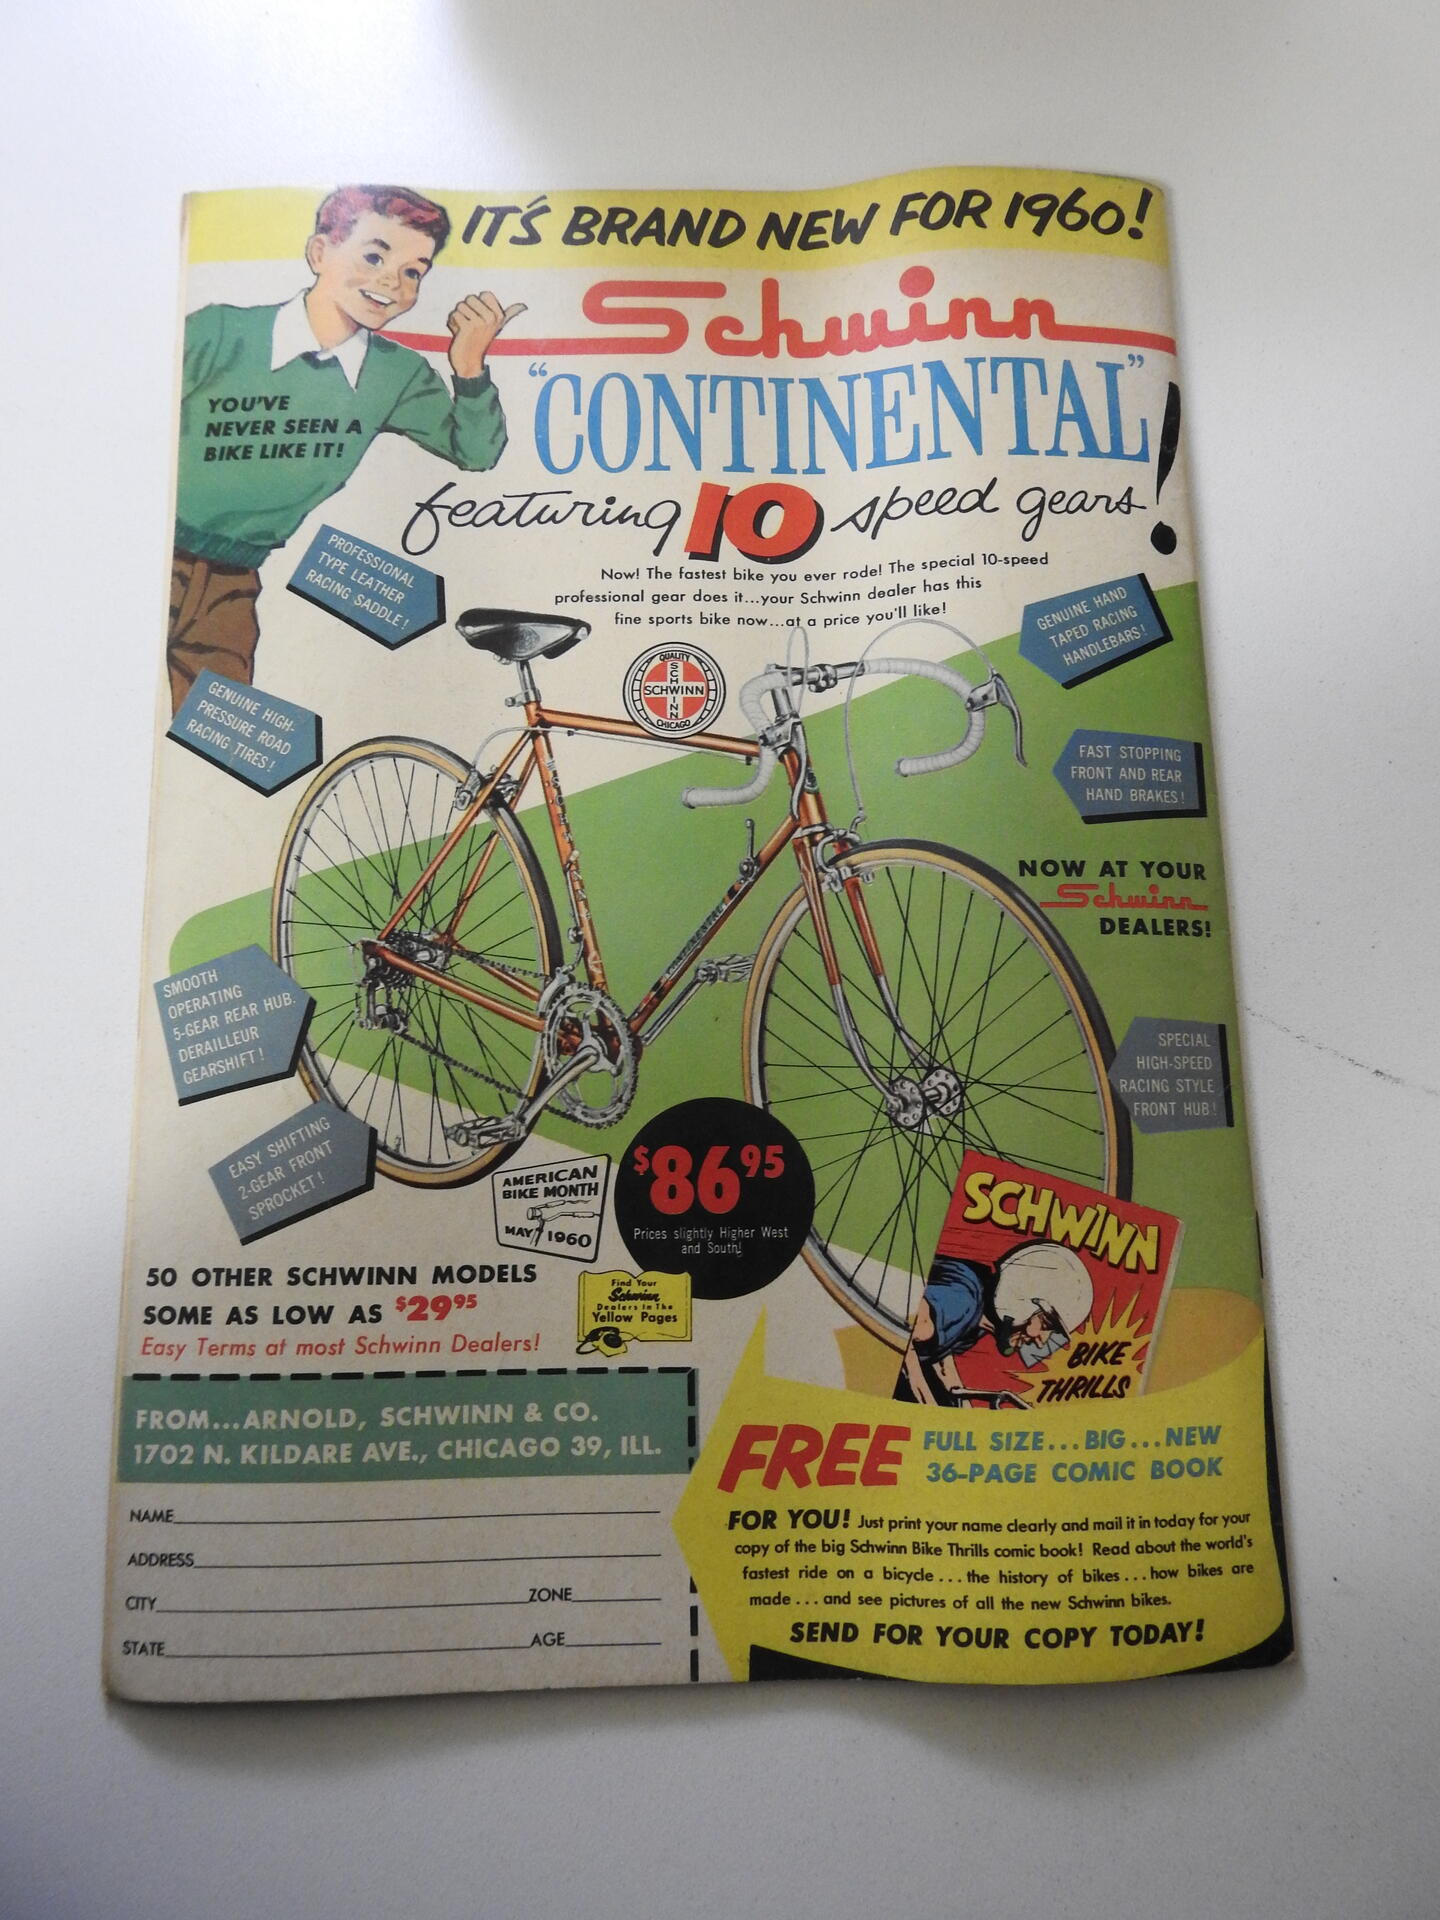 IT'S BRAND NEW FOR 1960!
Schwinn
"CONTINENTAL"!
featuring 10 speed gears!
YOU'VE
NEVER SEEN A
BIKE LIKE IT!
Now! The fastest bike you ever rode! The special 10-speed
professional gear does it...your Schwinn dealer has this
fine sports bike now...at a price you'll like!
PROFESSIONAL
TYPE LEATHER
RACING SADDLE!
GENUINE HAND
TAPED RACING
HANDLEBARS!
QUALITY
SCHWINN
SCHWINN
CHICAGO
GENUINE HIGH-
PRESSURE ROAD
RACING TIRES!
FAST STOPPING
FRONT AND REAR
HAND BRAKES!
NOW AT YOUR
Schwinn
DEALERS!
CONTINENTAL
SMOOTH
OPERATING
5-GEAR REAR HUB.
DERAILLEUR
GEARSHIFT!
SPECIAL
HIGH-SPEED
RACING STYLE
FRONT HUB!
EASY SHIFTING
2-GEAR FRONT
SPROCKET!
AMERICAN
BIKE MONTH
MAY 1960
$86.95
Prices slightly Higher West
and South!
50 OTHER SCHWINN MODELS
SOME AS LOW AS $29.95
Easy Terms at most Schwinn Dealers!
Find Your
Schwinn
Dealers In The
Yellow Pages
SCHWINN
BIKE
THRILLS
FROM...ARNOLD, SCHWINN & CO.
1702 N. KILDARE AVE., CHICAGO 39, ILL.
NAME
ADDRESS
CITY ZONE
STATE AGE
FREE FULL SIZE...BIG...NEW
36-PAGE COMIC BOOK
FOR YOU! Just print your name clearly and mail it in today for your
copy of the big Schwinn Bike Thrills comic book! Read about the world's
fastest ride on a bicycle...the history of bikes...how bikes are
made...and see pictures of all the new Schwinn bikes.
SEND FOR YOUR COPY TODAY!